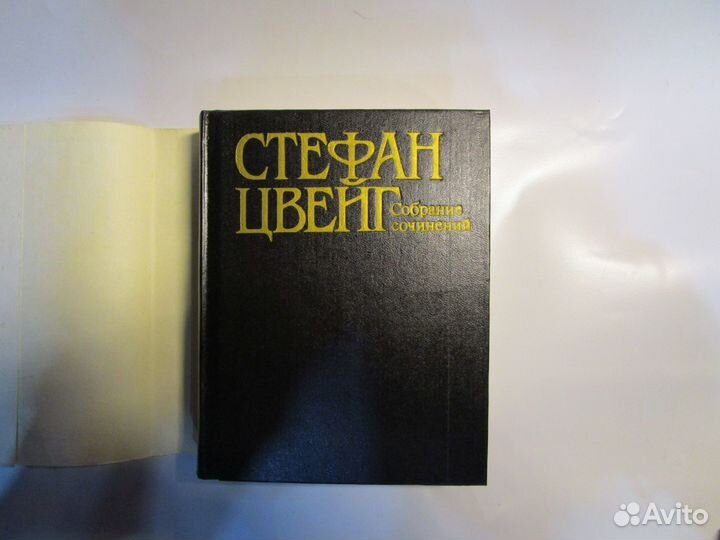 СТЕФАН
ЦВЕЙГ
Собрание
сочинений
Avito